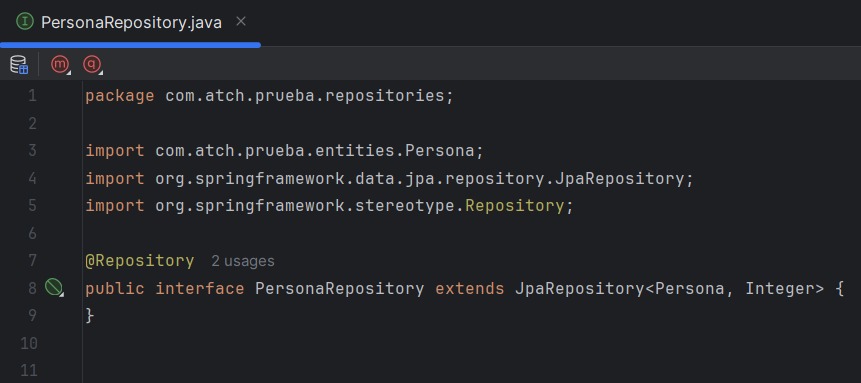 PersonaRepository.java
m q
1 package com.atch.prueba.repositories;
2
3 import com.atch.prueba.entities.Persona;
4 import org.springframework.data.jpa.repository.JpaRepository;
5 import org.springframework.stereotype.Repository;
6
7 @Repository 2 usages
8 public interface PersonaRepository extends JpaRepository<Persona, Integer> {
9 }
10
11